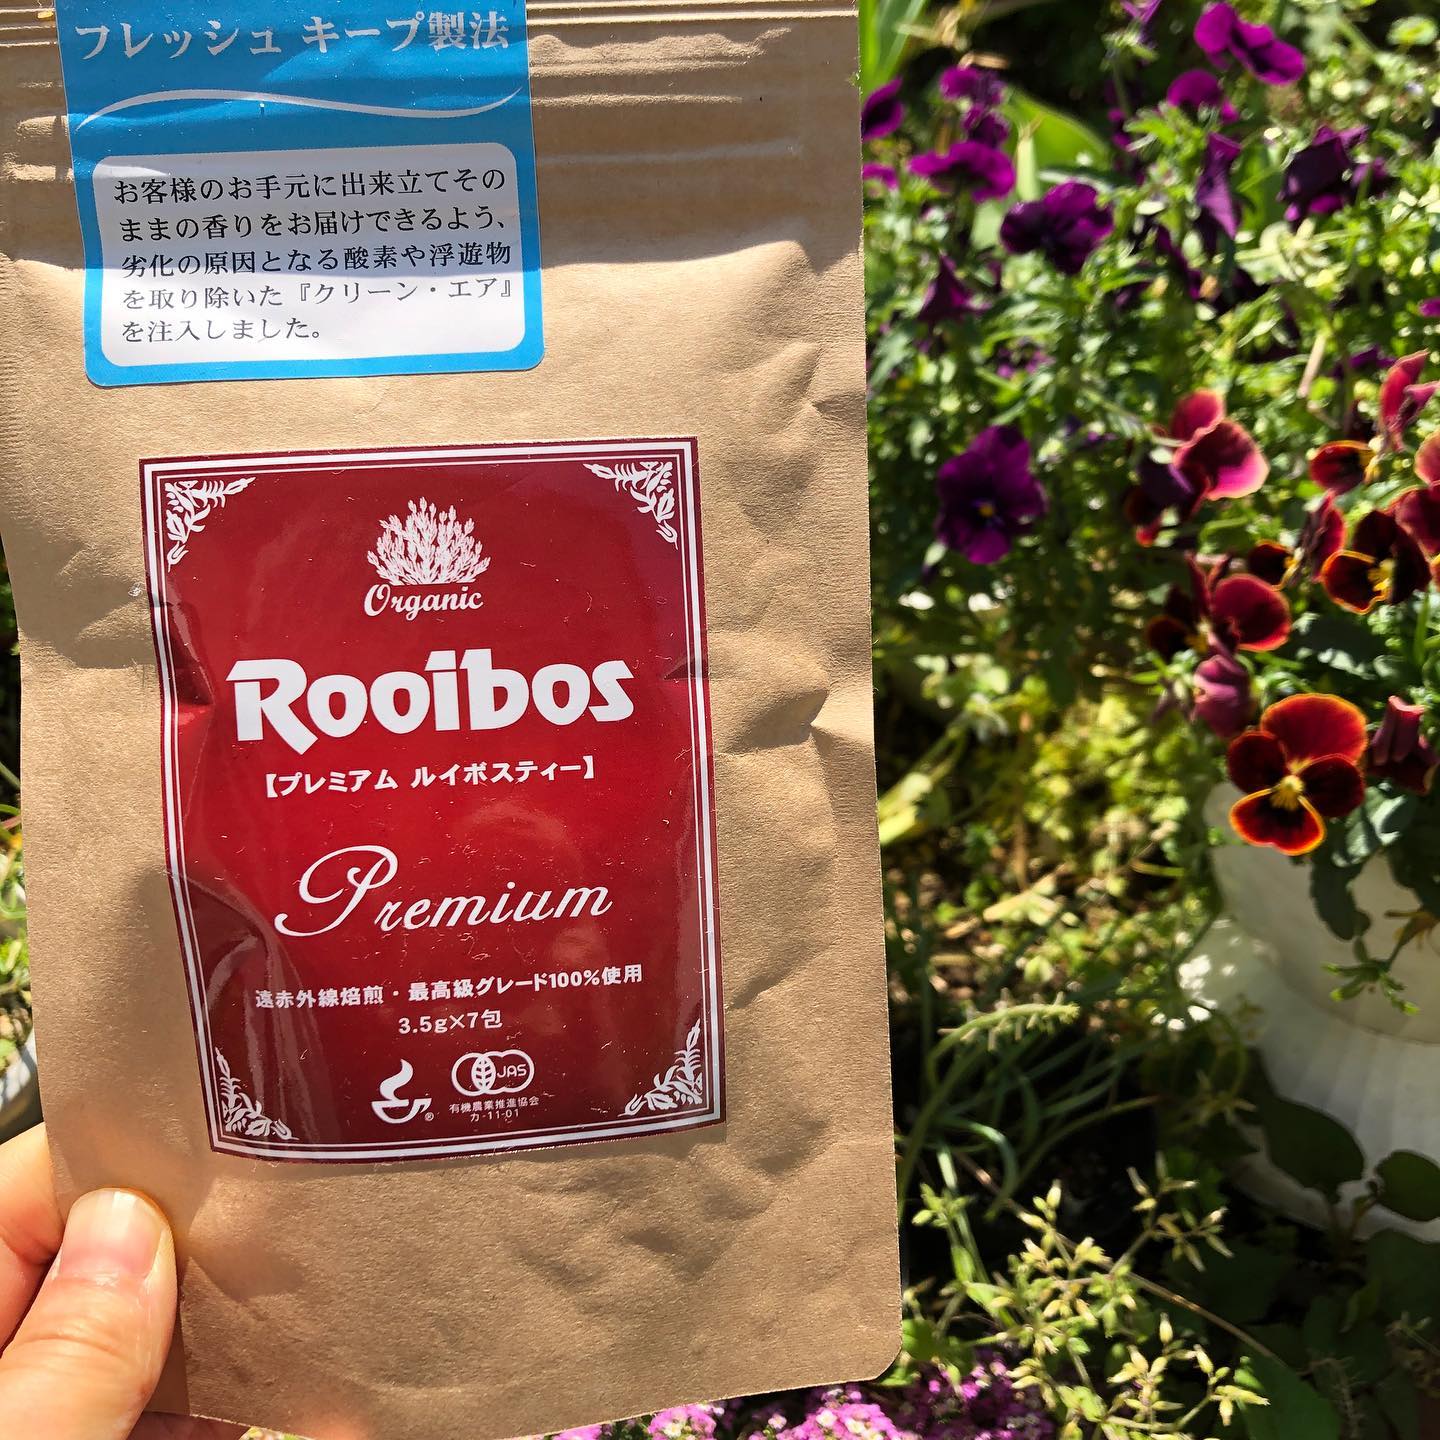 フレッシュ キープ製法
お客様のお手元に出来立てその
ままの香りをお届けできるよう、
劣化の原因となる酸素や浮遊物
を取り除いた『クリーン・エア』
を注入しました。
Organic
Rooibos
【プレミアム ルイボスティー】
Premium
遠赤外線焙煎・最高級グレード100%使用
3.5g×7包
JAS
®
有機農業推進協会
カ-11-01